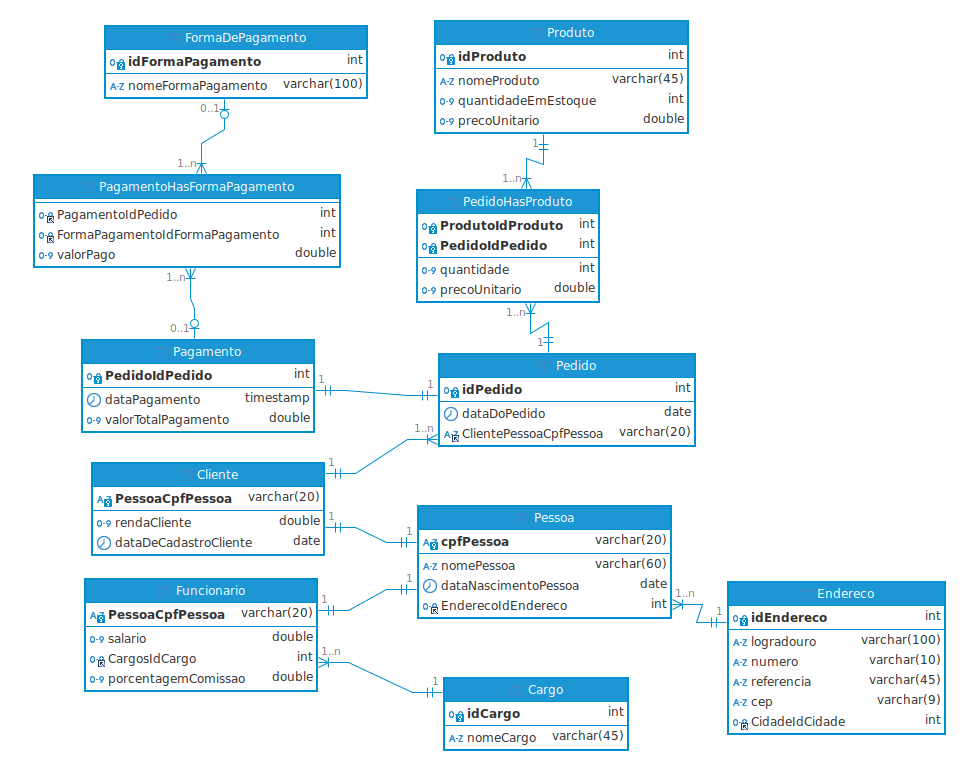 FormaDePagamento
idFormaPagamento int
nomeFormaPagamento varchar(100)
0..1
1..n
PagamentoHasFormaPagamento
PagamentoIdPedido int
FormaPagamentoIdFormaPagamento int
valorPago double
1..n
0..1
Produto
idProduto int
nomeProduto varchar(45)
quantidadeEmEstoque int
precoUnitario double
1
1..n
PedidoHasProduto
ProdutoIdProduto int
PedidoIdPedido int
quantidade int
precoUnitario double
1..n
1
Pagamento
PedidoIdPedido int
dataPagamento timestamp
valorTotalPagamento double
1
1
Pedido
idPedido int
dataDoPedido date
ClientePessoaCpfPessoa varchar(20)
1..n
1
Cliente
PessoaCpfPessoa varchar(20)
rendaCliente double
dataDeCadastroCliente date
1
1
Pessoa
cpfPessoa varchar(20)
nomePessoa varchar(60)
dataNascimentoPessoa date
EnderecoIdEndereco int
1
1
Funcionario
PessoaCpfPessoa varchar(20)
salario double
CargosIdCargo int
porcentagemComissao double
1..n
1
Cargo
idCargo int
nomeCargo varchar(45)
1..n
1
Endereco
idEndereco int
logradouro varchar(100)
numero varchar(10)
referencia varchar(45)
cep varchar(9)
CidadeIdCidade int